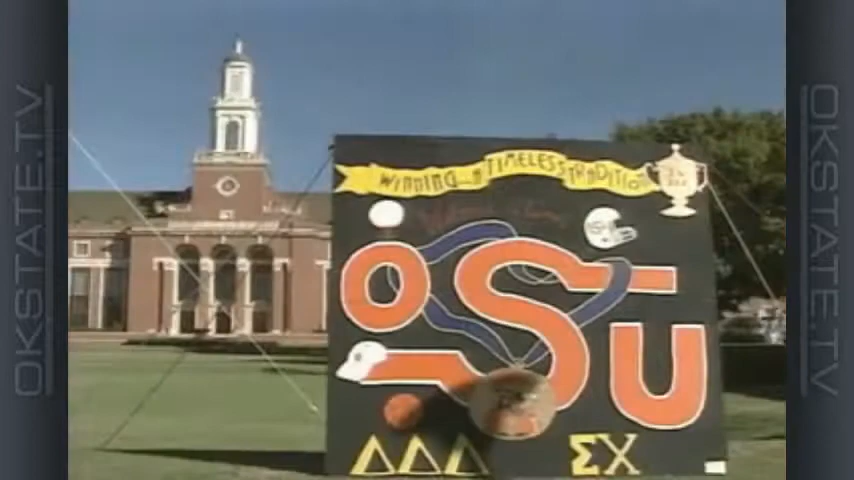 OKSTATE.TV
WINNING...A TIMELESS TRADITION
OSU
ΔΔΔ ΣΧ
OKSTATE.TV